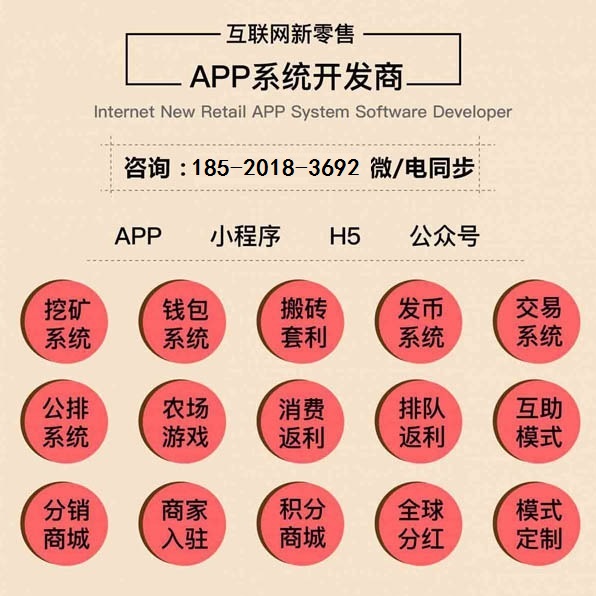 互联网新零售
APP系统开发商
Internet New Retail APP System Software Developer
咨询：185-2018-3692 微/电同步
APP 小程序 H5 公众号
挖矿系统 钱包系统 搬砖套利 发币系统 交易系统
公排系统 农场游戏 消费返利 排队返利 互助模式
分销商城 商家入驻 积分商城 全球分红 模式定制